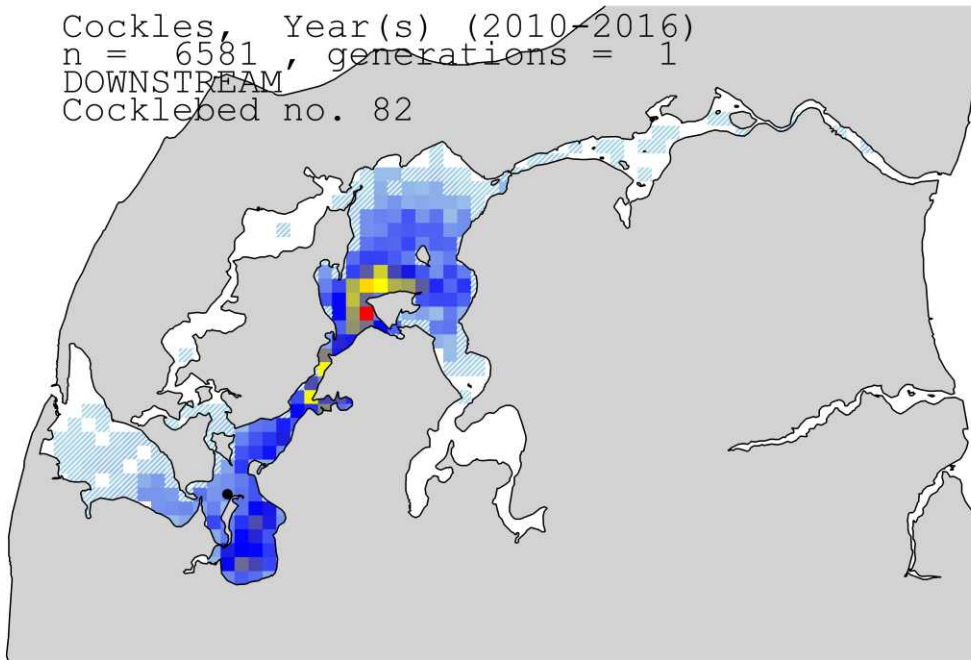 Cockles, Year(s) (2010-2016)
n = 6581 , generations = 1
DOWNSTREAM
Cocklebed no. 82